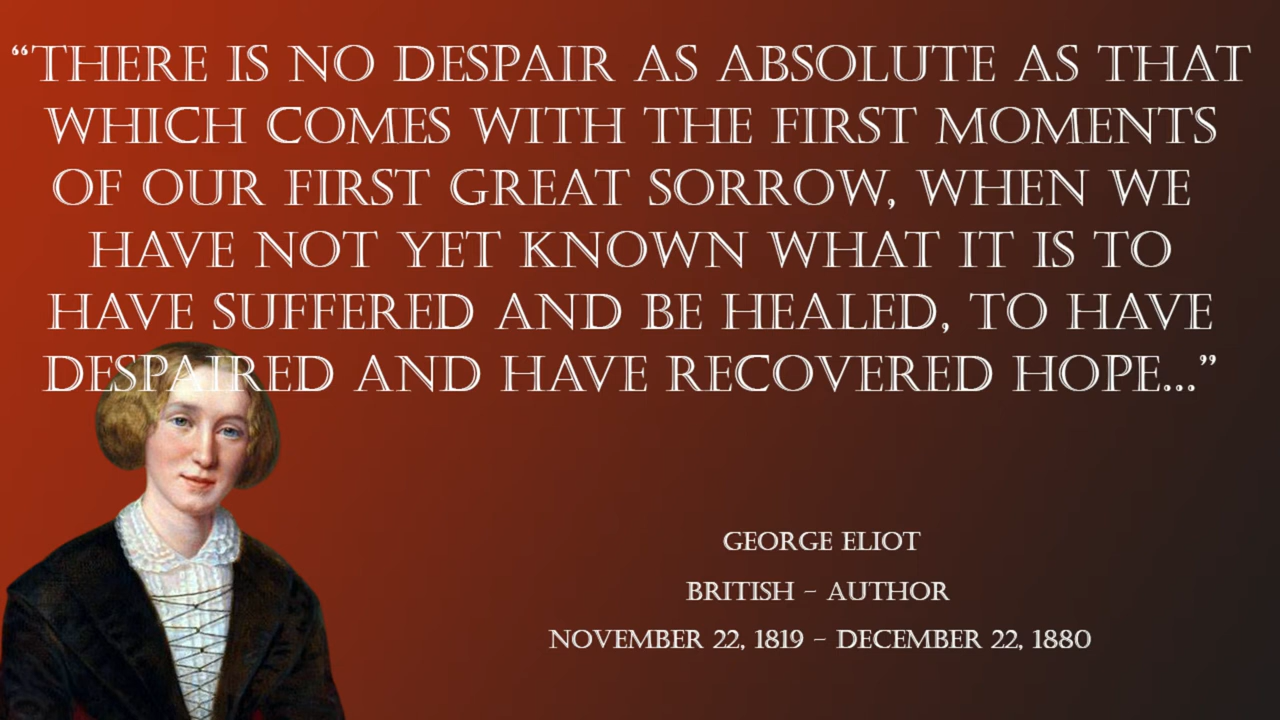 “THERE IS NO DESPAIR AS ABSOLUTE AS THAT
WHICH COMES WITH THE FIRST MOMENTS
OF OUR FIRST GREAT SORROW, WHEN WE
HAVE NOT YET KNOWN WHAT IT IS TO
HAVE SUFFERED AND BE HEALED, TO HAVE
DESPAIRED AND HAVE RECOVERED HOPE...”
GEORGE ELIOT
BRITISH – AUTHOR
NOVEMBER 22, 1819 – DECEMBER 22, 1880